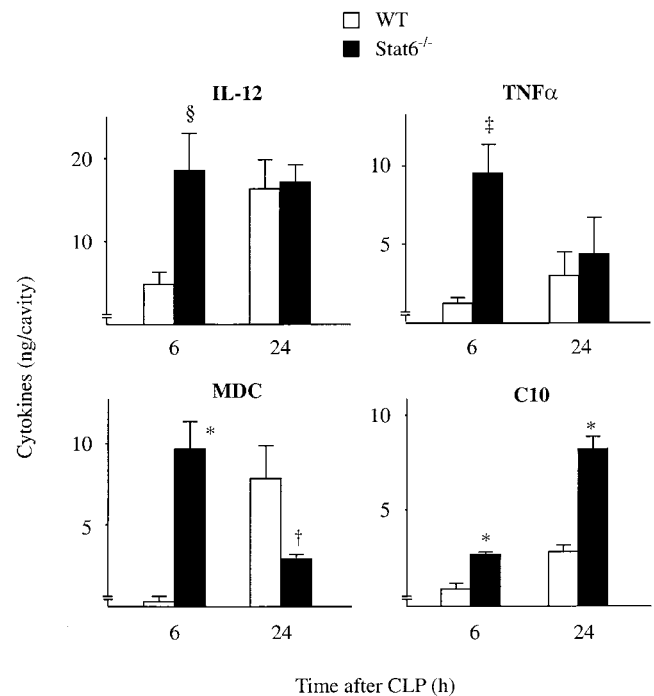 WT
Stat6-/-
IL-12
§
20
10
6 24
TNFα
‡
10
5
6 24
MDC
*
†
10
5
6 24
C10
*
*
10
5
6 24
Cytokines (ng/cavity)
Time after CLP (h)